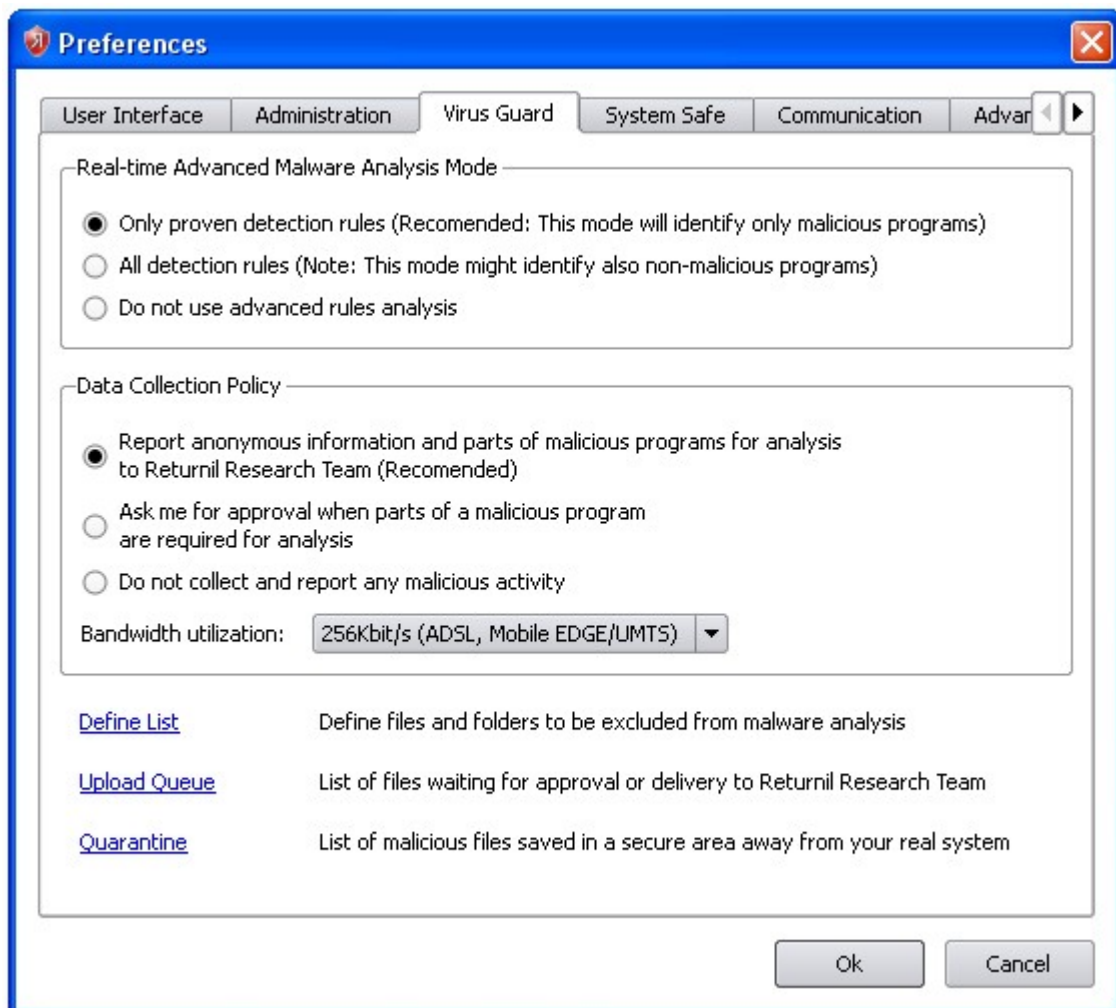 Preferences
User Interface
Administration
Virus Guard
System Safe
Communication
Advar
Real-time Advanced Malware Analysis Mode
Only proven detection rules (Recomended: This mode will identify only malicious programs)
All detection rules (Note: This mode might identify also non-malicious programs)
Do not use advanced rules analysis
Data Collection Policy
Report anonymous information and parts of malicious programs for analysis
to Returnil Research Team (Recomended)
Ask me for approval when parts of a malicious program
are required for analysis
Do not collect and report any malicious activity
Bandwidth utilization: 256Kbit/s (ADSL, Mobile EDGE/UMTS)
Define List Define files and folders to be excluded from malware analysis
Upload Queue List of files waiting for approval or delivery to Returnil Research Team
Quarantine List of malicious files saved in a secure area away from your real system
Ok
Cancel